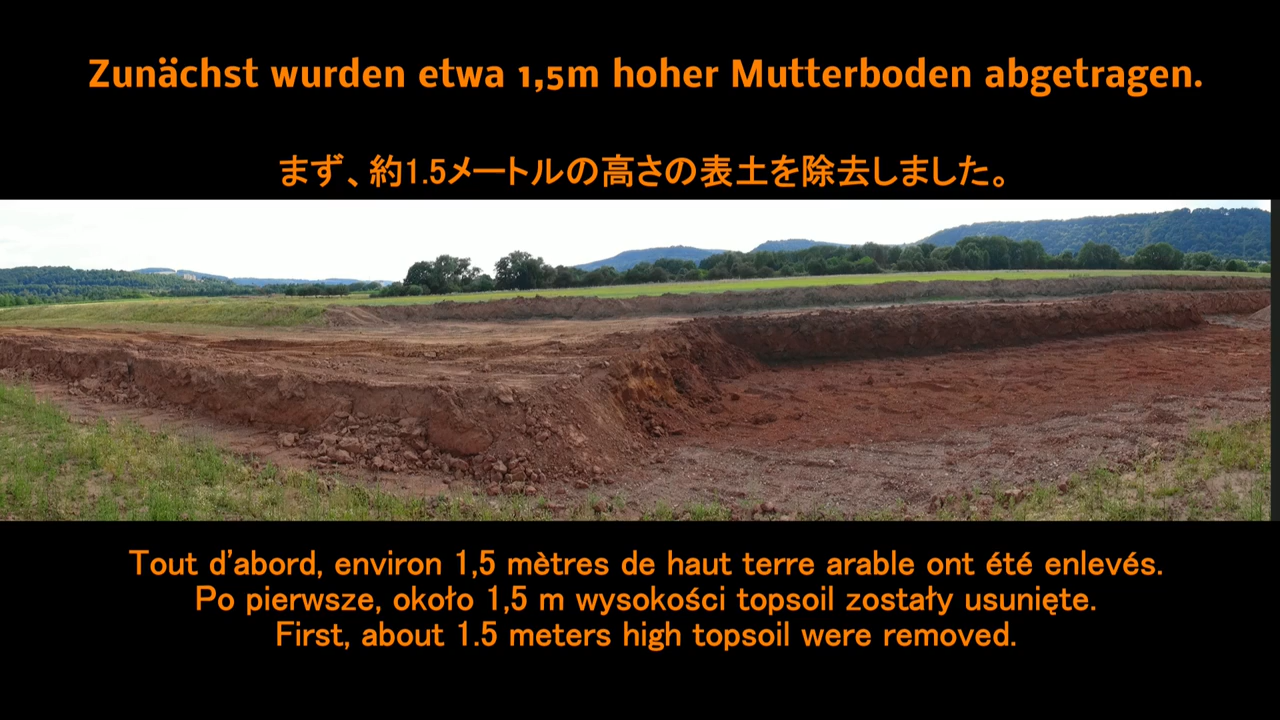 Zunächst wurden etwa 1,5m hoher Mutterboden abgetragen.
まず、約1.5メートルの高さの表土を除去しました。
Tout d'abord, environ 1,5 mètres de haut terre arable ont été enlevés.
Po pierwsze, około 1,5 m wysokości topsoil zostały usunięte.
First, about 1.5 meters high topsoil were removed.